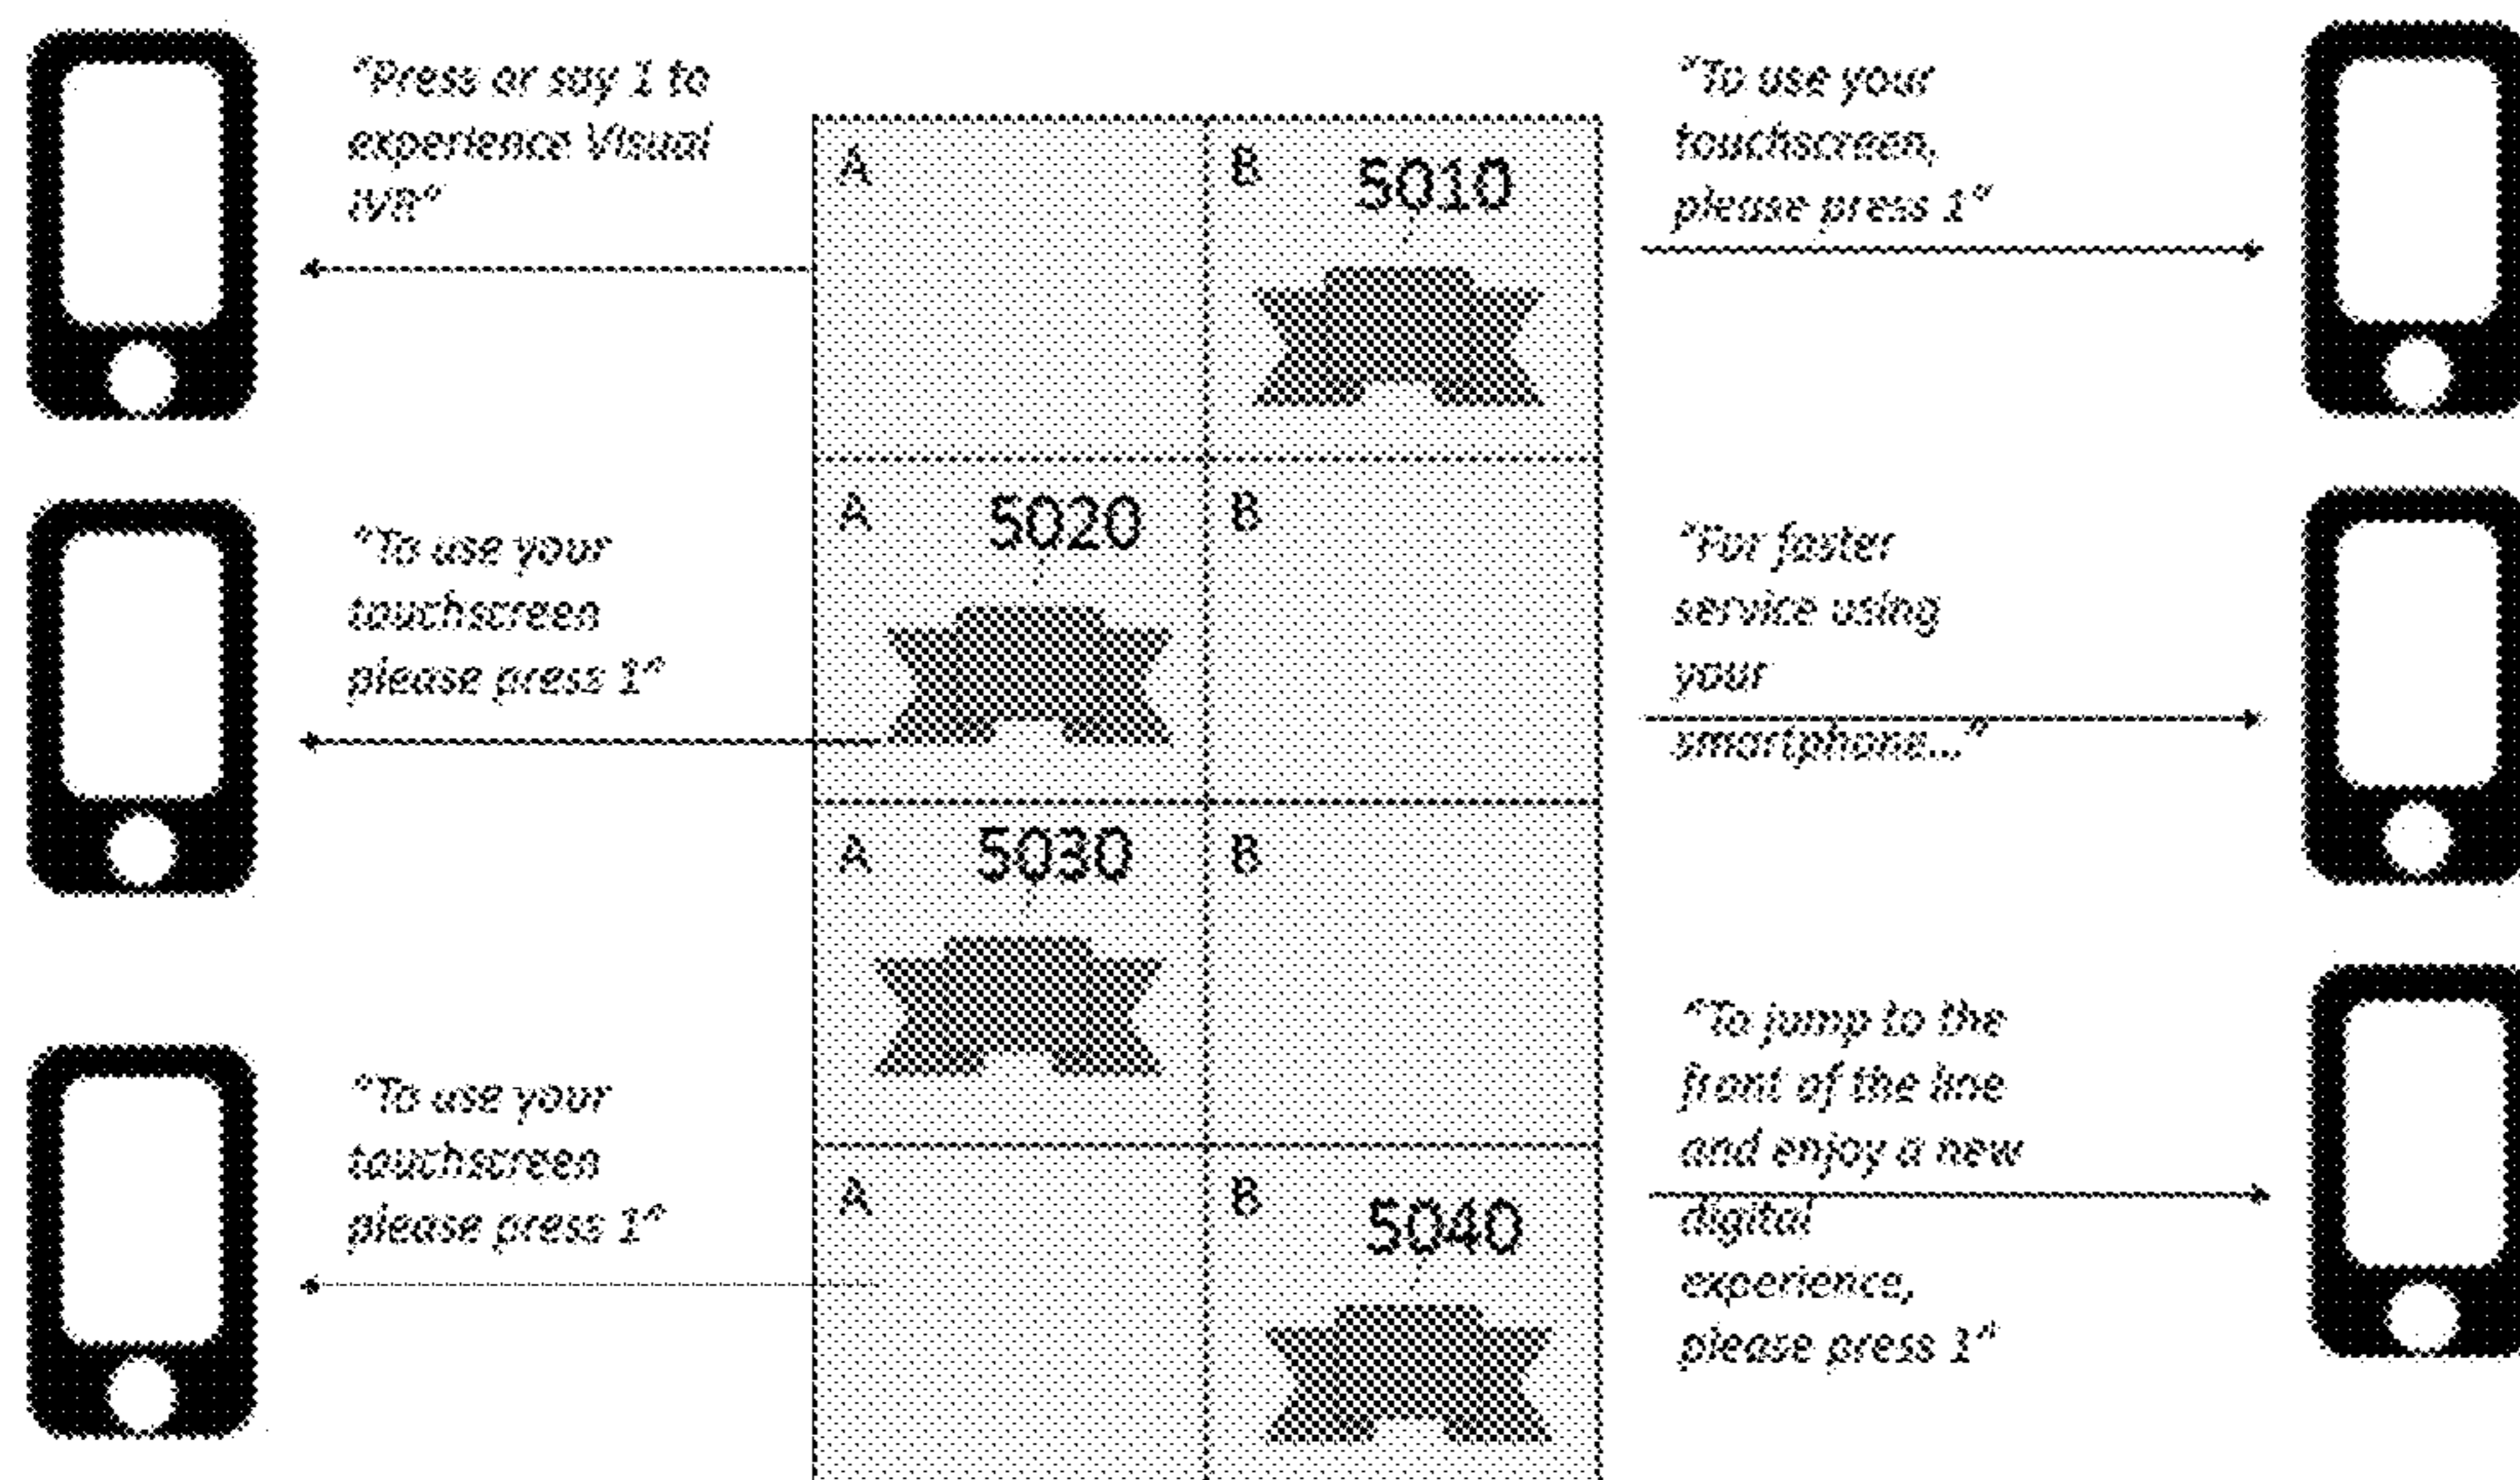 "Press or say 1 to
experience Visual
IVR"
A
B
5010
"To use your
touchscreen,
please press 1"
"To use your
touchscreen
please press 1"
A
5020
B
"For faster
service using
your
smartphone..."
A
5030
B
"To use your
touchscreen
please press 1"
A
B
5040
"To jump to the
front of the line
and enjoy a new
digital
experience,
please press 1"